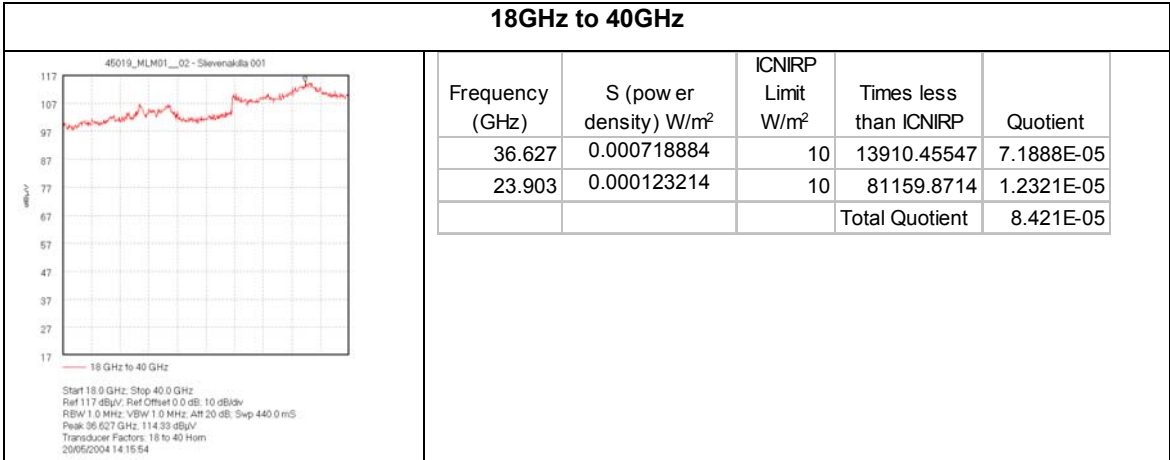 18GHz to 40GHz
45019_MLM01__02 - Slievenakilla 001
117
107
97
87
77
67
57
47
37
27
17
dBµV
18 GHz to 40 GHz
Start 18.0 GHz; Stop 40.0 GHz
Ref 117 dBµV; Ref Offset 0.0 dB; 10 dB/div
RBW 1.0 MHz; VBW 1.0 MHz; Att 20 dB; Swp 440.0 mS
Peak 36.627 GHz, 114.33 dBµV
Transducer Factors: 18 to 40 Horn
20/05/2004 14:15:54
Frequency (GHz) S (pow er density) W/m² ICNIRP Limit W/m² Times less than ICNIRP Quotient
36.627 0.000718884 10 13910.45547 7.1888E-05
23.903 0.000123214 10 81159.8714 1.2321E-05
Total Quotient 8.421E-05